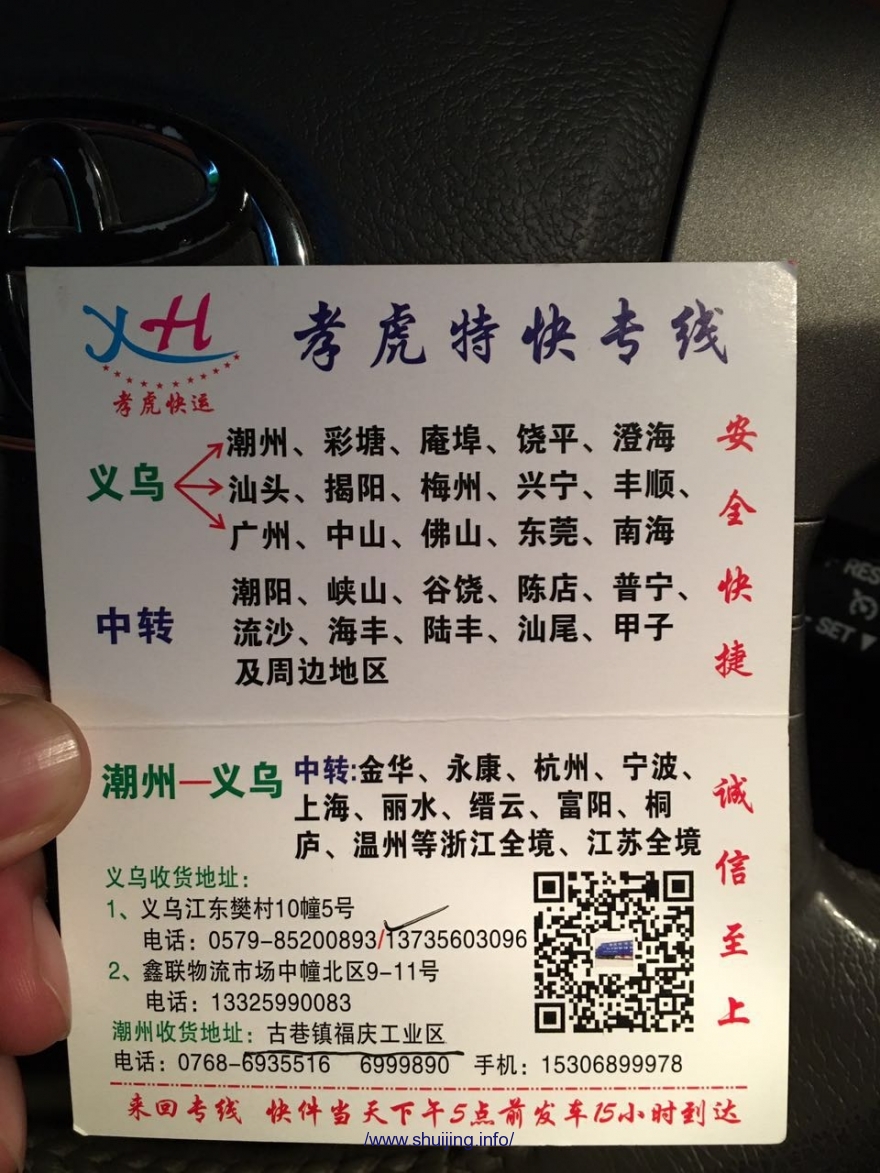 YH
孝虎特快专线
孝虎快运
义乌
潮州、彩塘、庵埠、饶平、澄海
汕头、揭阳、梅州、兴宁、丰顺、
广州、中山、佛山、东莞、南海
中转
潮阳、峡山、谷饶、陈店、普宁、
流沙、海丰、陆丰、汕尾、甲子
及周边地区
安全快捷
潮州—义乌
中转:金华、永康、杭州、宁波、
上海、丽水、缙云、富阳、桐
庐、温州等浙江全境、江苏全境
诚信至上
义乌收货地址:
1、义乌江东樊村10幢5号
电话: 0579-85200893/13735603096
2、鑫联物流市场中幢北区9-11号
电话: 13325990083
潮州收货地址: 古巷镇福庆工业区
电话: 0768-6935516 6999890 手机: 15306899978
来回专线 快件当天下午5点前发车15小时到达
RES
SET
/www.shuijing.info/